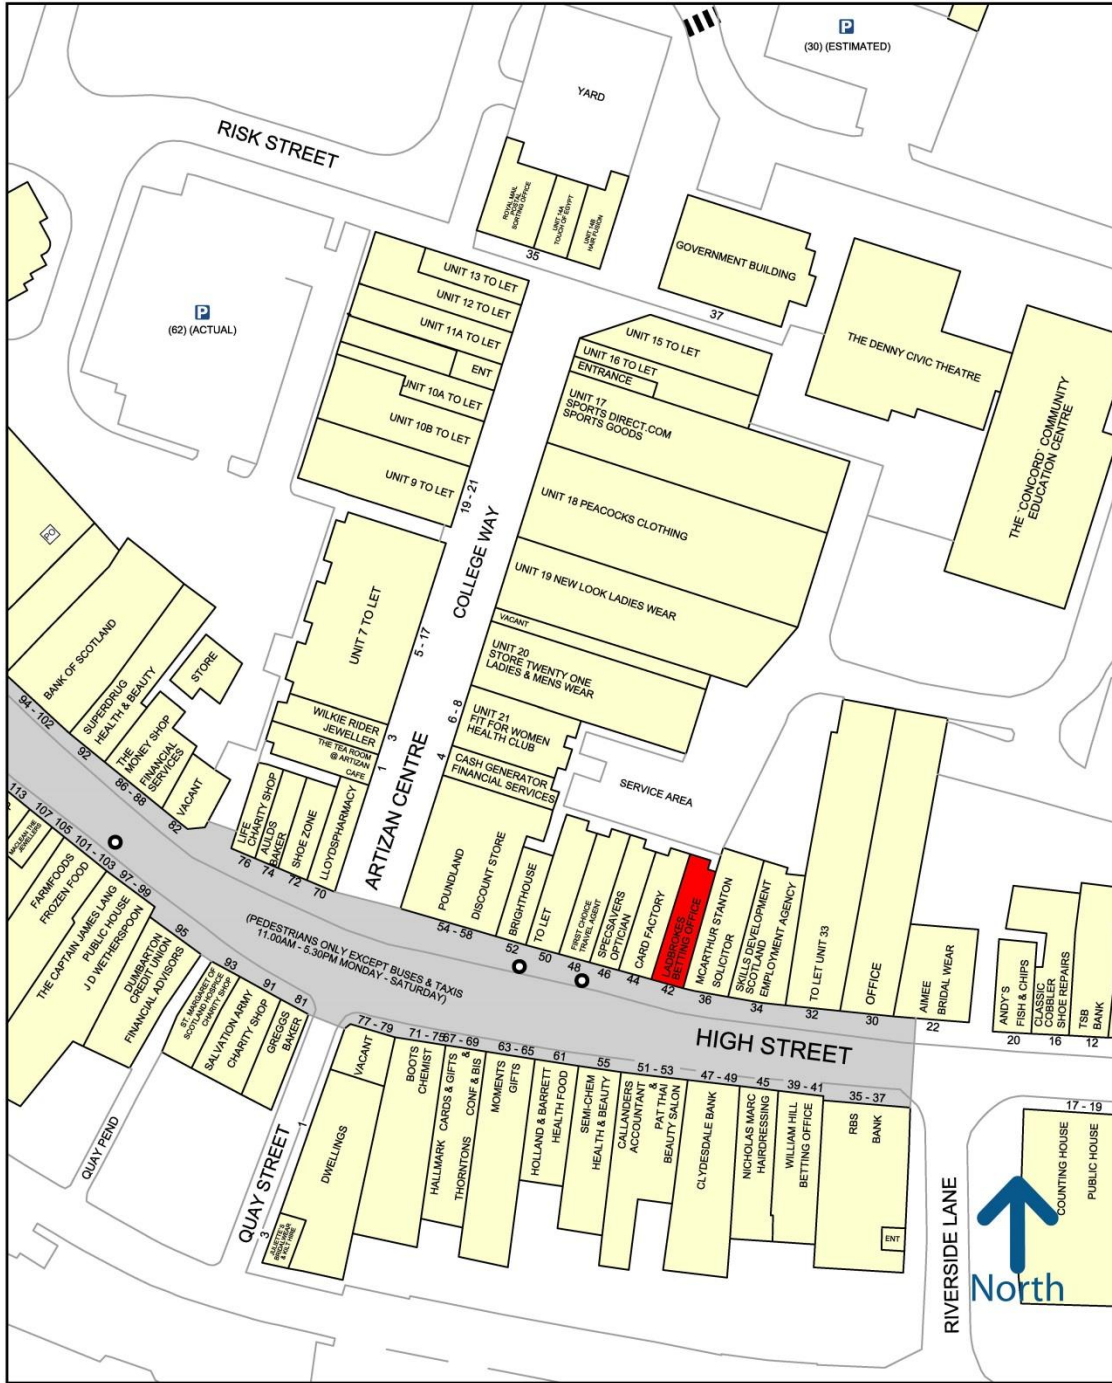 P
(30) (ESTIMATED)
YARD
RISK STREET
ROYAL MAIL
POSTAL
SORTING OFFICE
UNIT 14A
TOUCH OF EGYPT
UNIT 14B
HAIR FUSION
35
GOVERNMENT BUILDING
37
THE DENNY CIVIC THEATRE
THE 'CONCORD' COMMUNITY
EDUCATION CENTRE
P
(62) (ACTUAL)
UNIT 13 TO LET
UNIT 12 TO LET
UNIT 11A TO LET
ENT
UNIT 10A TO LET
UNIT 10B TO LET
UNIT 9 TO LET
19 - 21
UNIT 15 TO LET
UNIT 16 TO LET
ENTRANCE
UNIT 17
SPORTS DIRECT.COM
SPORTS GOODS
UNIT 18 PEACOCKS CLOTHING
UNIT 19 NEW LOOK LADIES WEAR
VACANT
UNIT 20
STORE TWENTY ONE
LADIES & MENS WEAR
UNIT 21
FIT FOR WOMEN
HEALTH CLUB
CASH GENERATOR
FINANCIAL SERVICES
COLLEGE WAY
5 - 17
6 - 8
4
3
1
UNIT 7 TO LET
WILKIE RIDER
JEWELLER
THE TEA ROOM
@ ARTIZAN
CAFE
ARTIZAN CENTRE
SERVICE AREA
PO
BANK OF SCOTLAND
94 - 102
SUPERDRUG
HEALTH & BEAUTY
92
STORE
THE
MONEY SHOP
FINANCIAL
SERVICES
86 - 88
VACANT
82
LIFE
CHARITY SHOP
76
AULDS
BAKER
74
SHOE ZONE
72
LLOYDSPHARMACY
70
POUNDLAND
DISCOUNT STORE
54 - 58
BRIGHTHOUSE
52
TO LET
50
FIRST CHOICE
TRAVEL AGENT
48
SPECSAVERS
OPTICIAN
46
CARD FACTORY
44
LADBROKES
BETTING OFFICE
42
MCARTHUR STANTON
SOLICITOR
36
SKILLS DEVELOPMENT
SCOTLAND
EMPLOYMENT AGENCY
34
TO LET UNIT 33
32
OFFICE
30
AIMEE
BRIDAL WEAR
22
ANDY'S
FISH & CHIPS
20
CLASSIC
COBBLER
SHOE REPAIRS
16
TSB
BANK
12
(PEDESTRIANS ONLY EXCEPT BUSES & TAXIS
11.00AM - 5.30PM MONDAY - SATURDAY)
HIGH STREET
113
MACLEAN THE
JEWELLERS
107
105
FARMFOODS
FROZEN FOOD
101 - 103
THE CAPTAIN JAMES LANG
PUBLIC HOUSE
J D WETHERSPOON
97 - 99
DUMBARTON
CREDIT UNION
FINANCIAL ADVISORS
95
ST. MARGARET OF
SCOTLAND HOSPICE
CHARITY SHOP
93
SALVATION ARMY
CHARITY SHOP
91
GREGGS
BAKER
81
QUAY PEND
QUAY STREET
1
3
77 - 79
VACANT
DWELLINGS
JULIETTE'S
BRIDALWEAR
& KILT HIRE
71 - 75
BOOTS
CHEMIST
67 - 69
HALLMARK CARDS & GIFTS &
THORNTONS CONF & BIS
63 - 65
MOMENTS
GIFTS
61
HOLLAND & BARRETT
HEALTH FOOD
55
SEMI-CHEM
HEALTH & BEAUTY
51 - 53
CALLANDERS
ACCOUNTANT
&
PAT THAI
BEAUTY SALON
47 - 49
CLYDESDALE BANK
45
NICHOLAS MARC
HAIRDRESSING
39 - 41
WILLIAM HILL
BETTING OFFICE
35 - 37
RBS
BANK
ENT
RIVERSIDE LANE
17 - 19
COUNTING HOUSE
PUBLIC HOUSE
North